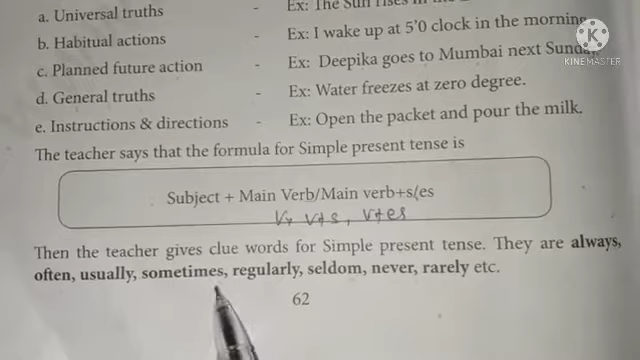 a. Universal truths - Ex: The Sun rises in the
b. Habitual actions - Ex: I wake up at 5'0 clock in the morning
c. Planned future action - Ex: Deepika goes to Mumbai next Sunday
d. General truths - Ex: Water freezes at zero degree.
e. Instructions & directions - Ex: Open the packet and pour the milk.
The teacher says that the formula for Simple present tense is
Subject + Main Verb/Main verb+s/es
V, v+s, v+es
Then the teacher gives clue words for Simple present tense. They are always,
often, usually, sometimes, regularly, seldom, never, rarely etc.
62
KINEMASTER